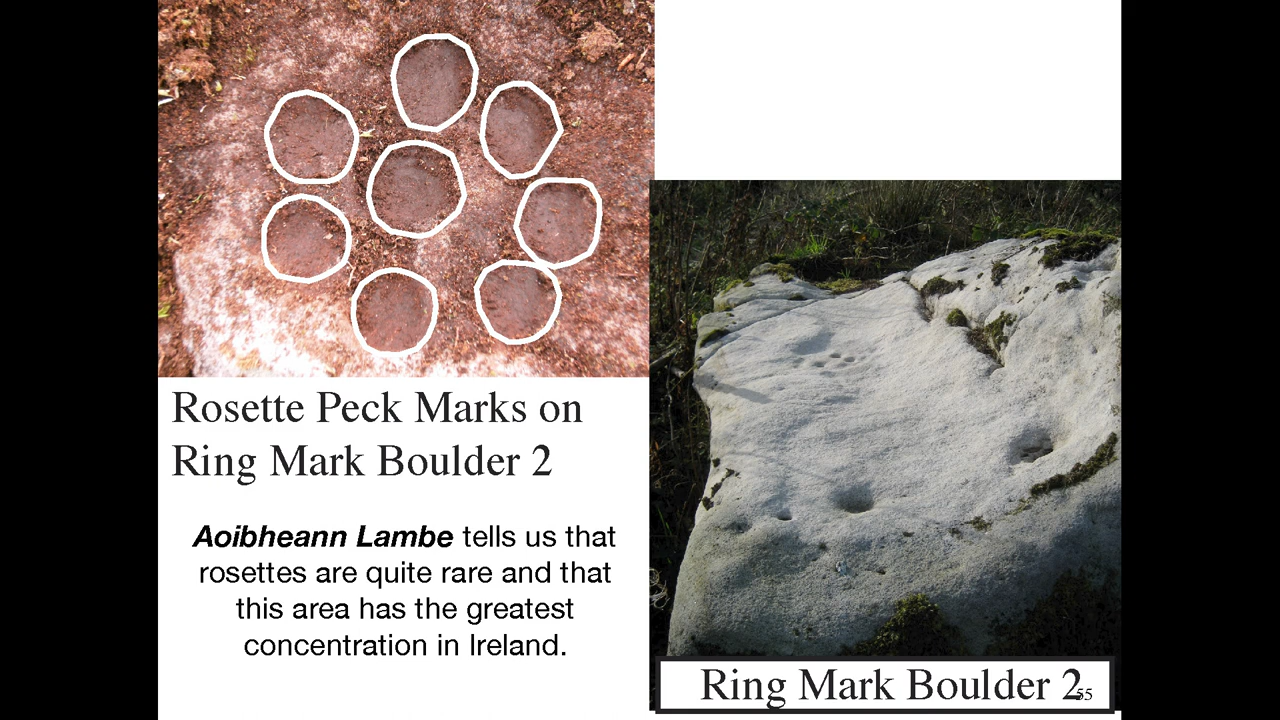 Rosette Peck Marks on
Ring Mark Boulder 2
Aoibheann Lambe tells us that
rosettes are quite rare and that
this area has the greatest
concentration in Ireland.
Ring Mark Boulder 2
55